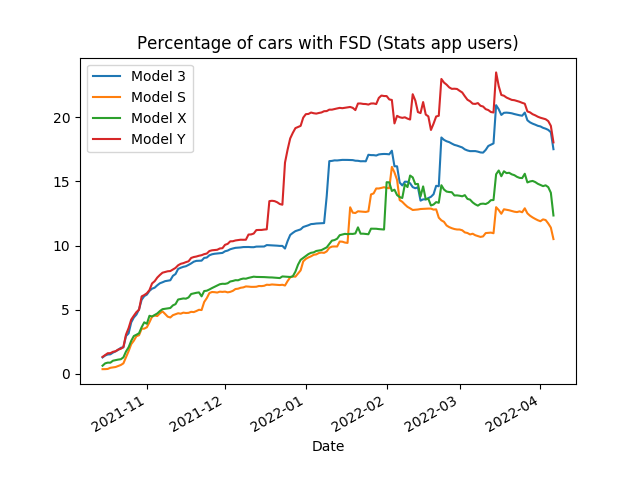 Percentage of cars with FSD (Stats app users)
Model 3
Model S
Model X
Model Y
20
15
10
5
0
2021-11
2021-12
2022-01
2022-02
2022-03
2022-04
Date